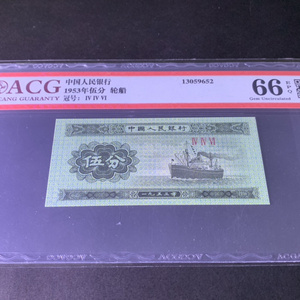 ACG
CANG GUARANTY
中国人民银行
1953年伍分 轮船
冠号: IV IV VI
13059652
66 EPQ
Gem Uncirculated
中國人民銀行
IV IV VI
伍分
一九五三年